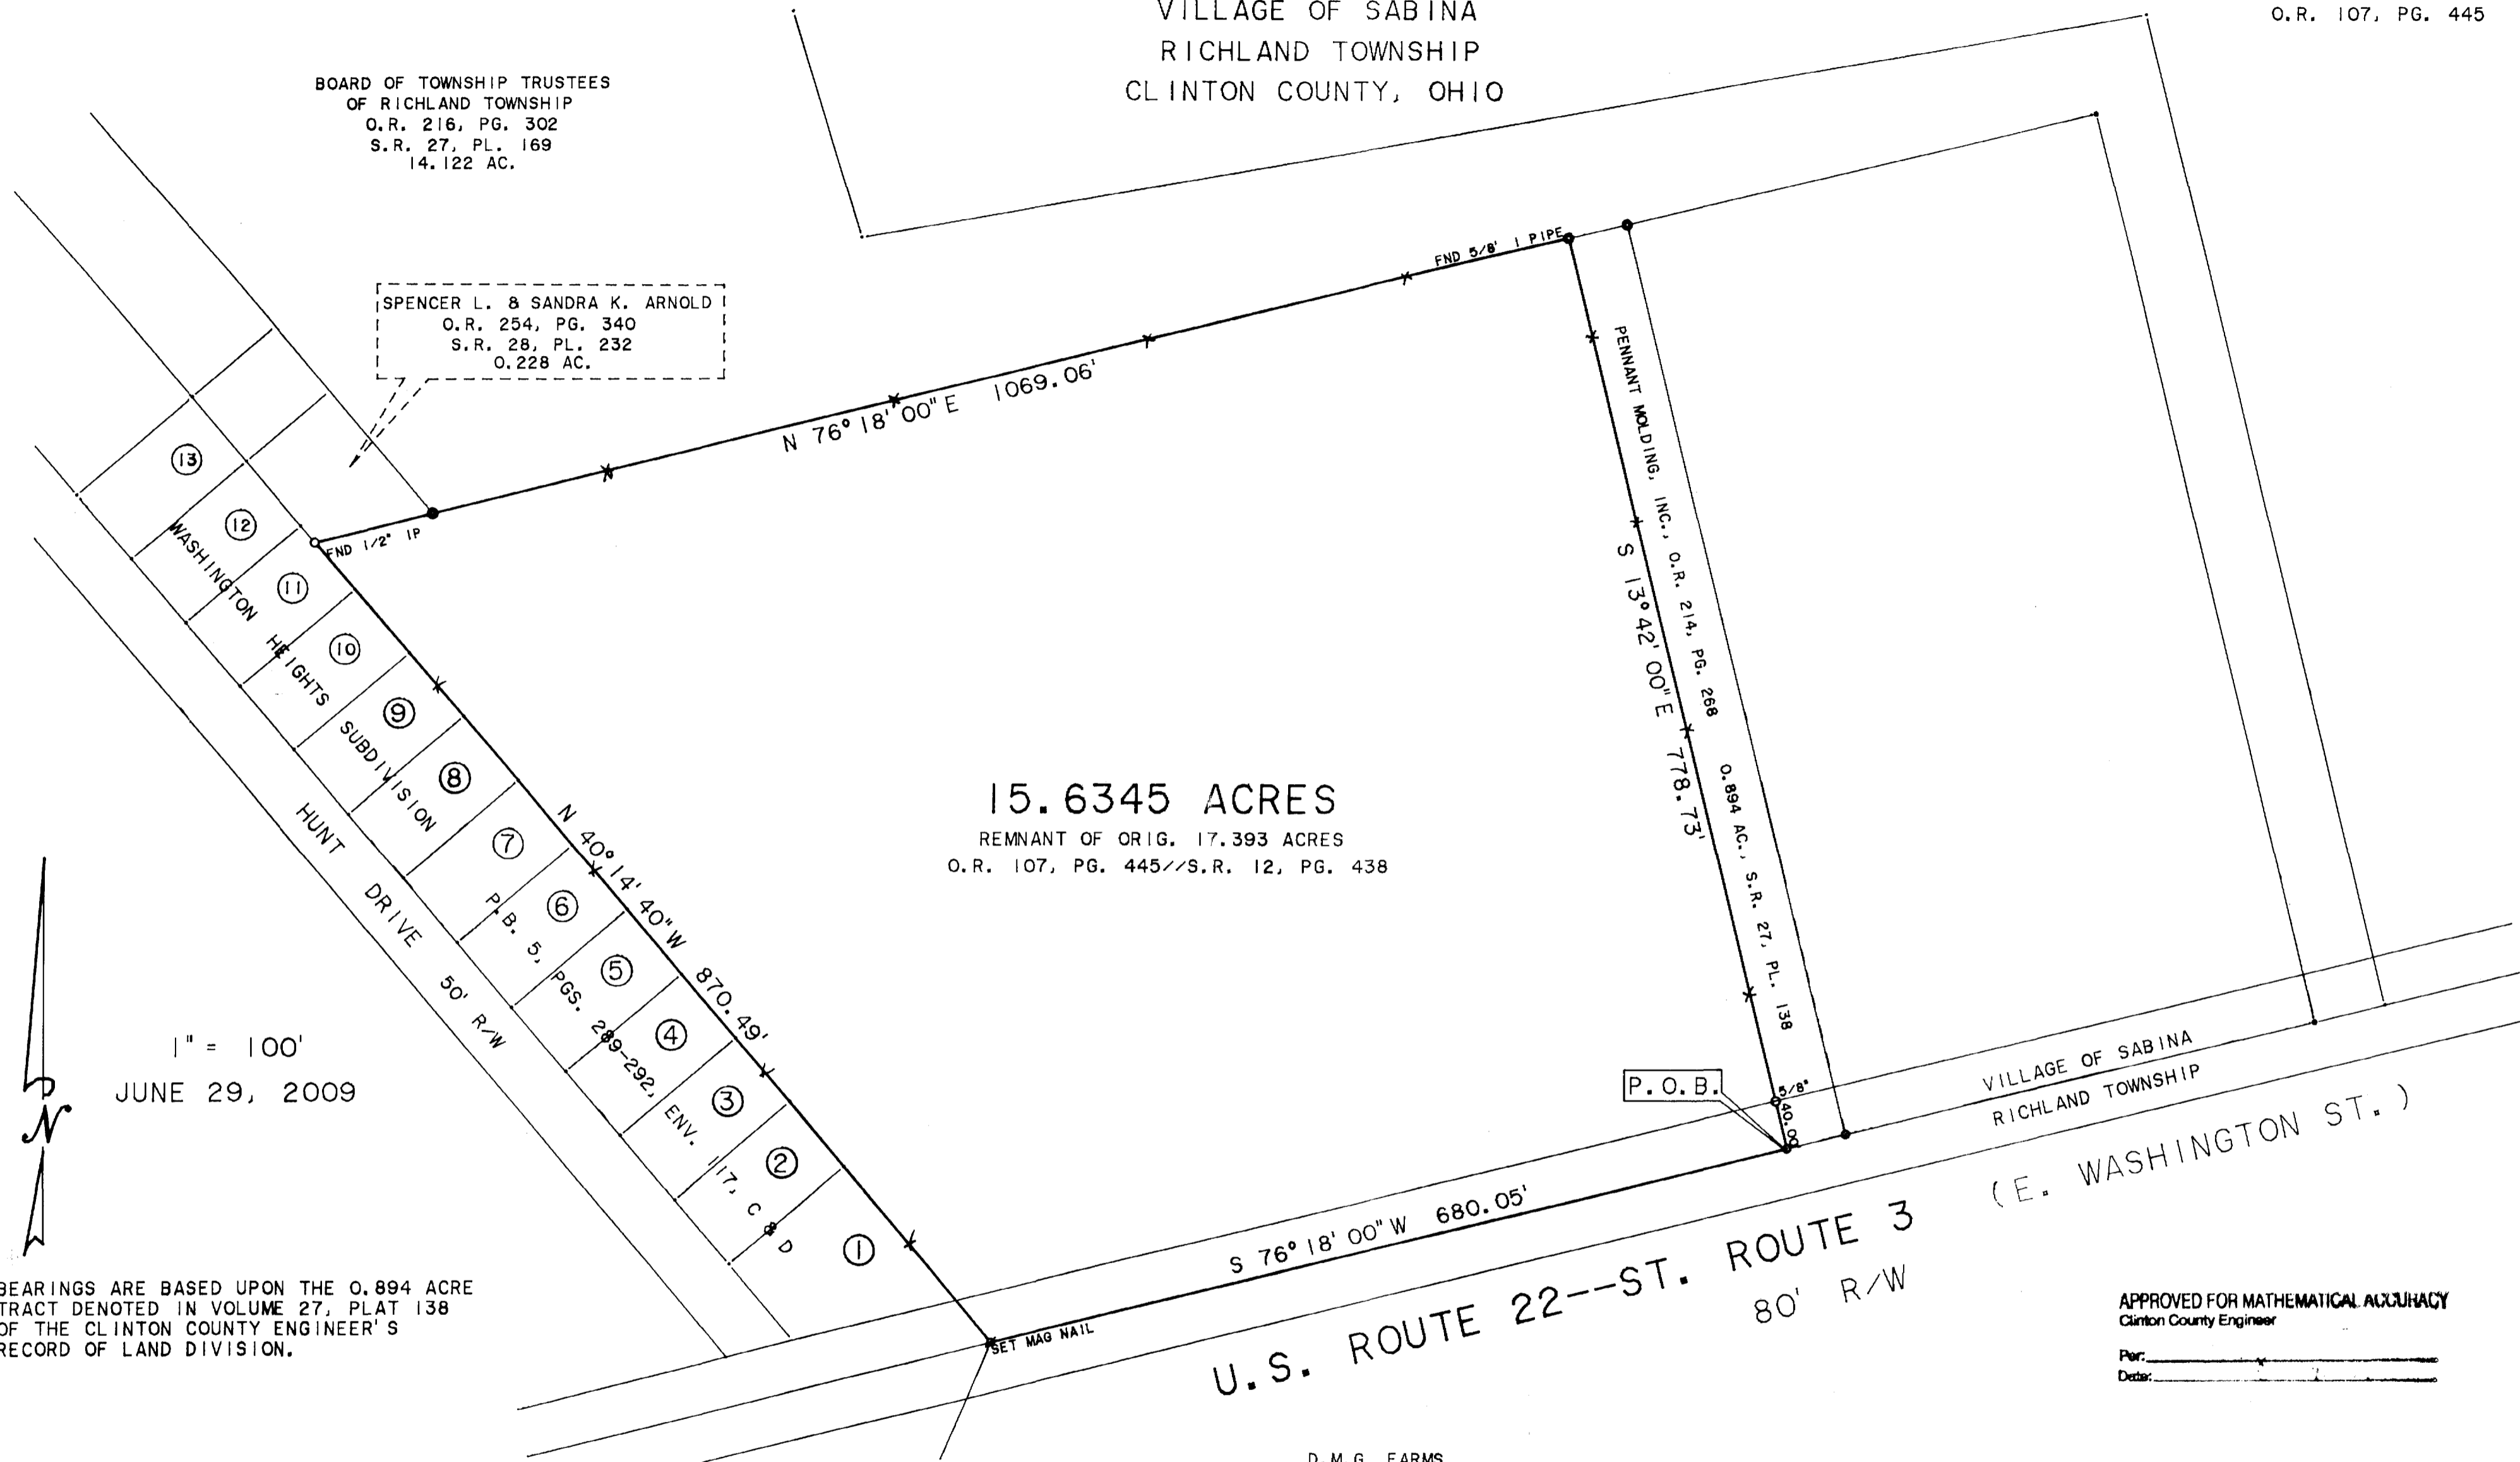 VILLAGE OF SABINA
RICHLAND TOWNSHIP
CLINTON COUNTY, OHIO
O.R. 107, PG. 445
BOARD OF TOWNSHIP TRUSTEES
OF RICHLAND TOWNSHIP
O.R. 216, PG. 302
S.R. 27, PL. 169
14.122 AC.
SPENCER L. & SANDRA K. ARNOLD
O.R. 254, PG. 340
S.R. 28, PL. 232
0.228 AC.
FND 5/8" I PIPE
N 76° 18' 00" E 1069.06'
FND 1/2" IP
PENNANT MOLDING, INC., O.R. 214, PG. 268 0.894 AC., S.R. 27, PL. 138
S 13° 42' 00" E 778.73'
13
12
11
10
9
8
7
6
5
4
3
2
1
WASHINGTON HEIGHTS SUBDIVISION P.B. 5, PGS. 289-292, ENV. 117, C & D
HUNT DRIVE 50' R/W
N 40° 14' 40" W 870.49'
15.6345 ACRES
REMNANT OF ORIG. 17.393 ACRES
O.R. 107, PG. 445//S.R. 12, PG. 438
1" = 100'
JUNE 29, 2009
N
P.O.B.
5/8"
40.00'
VILLAGE OF SABINA
RICHLAND TOWNSHIP
S 76° 18' 00" W 680.05'
SET MAG NAIL
U.S. ROUTE 22--ST. ROUTE 3 (E. WASHINGTON ST.)
80' R/W
BEARINGS ARE BASED UPON THE 0.894 ACRE
TRACT DENOTED IN VOLUME 27, PLAT 138
OF THE CLINTON COUNTY ENGINEER'S
RECORD OF LAND DIVISION.
APPROVED FOR MATHEMATICAL ACCURACY
Clinton County Engineer
Per:
Date:
D.M.G. FARMS